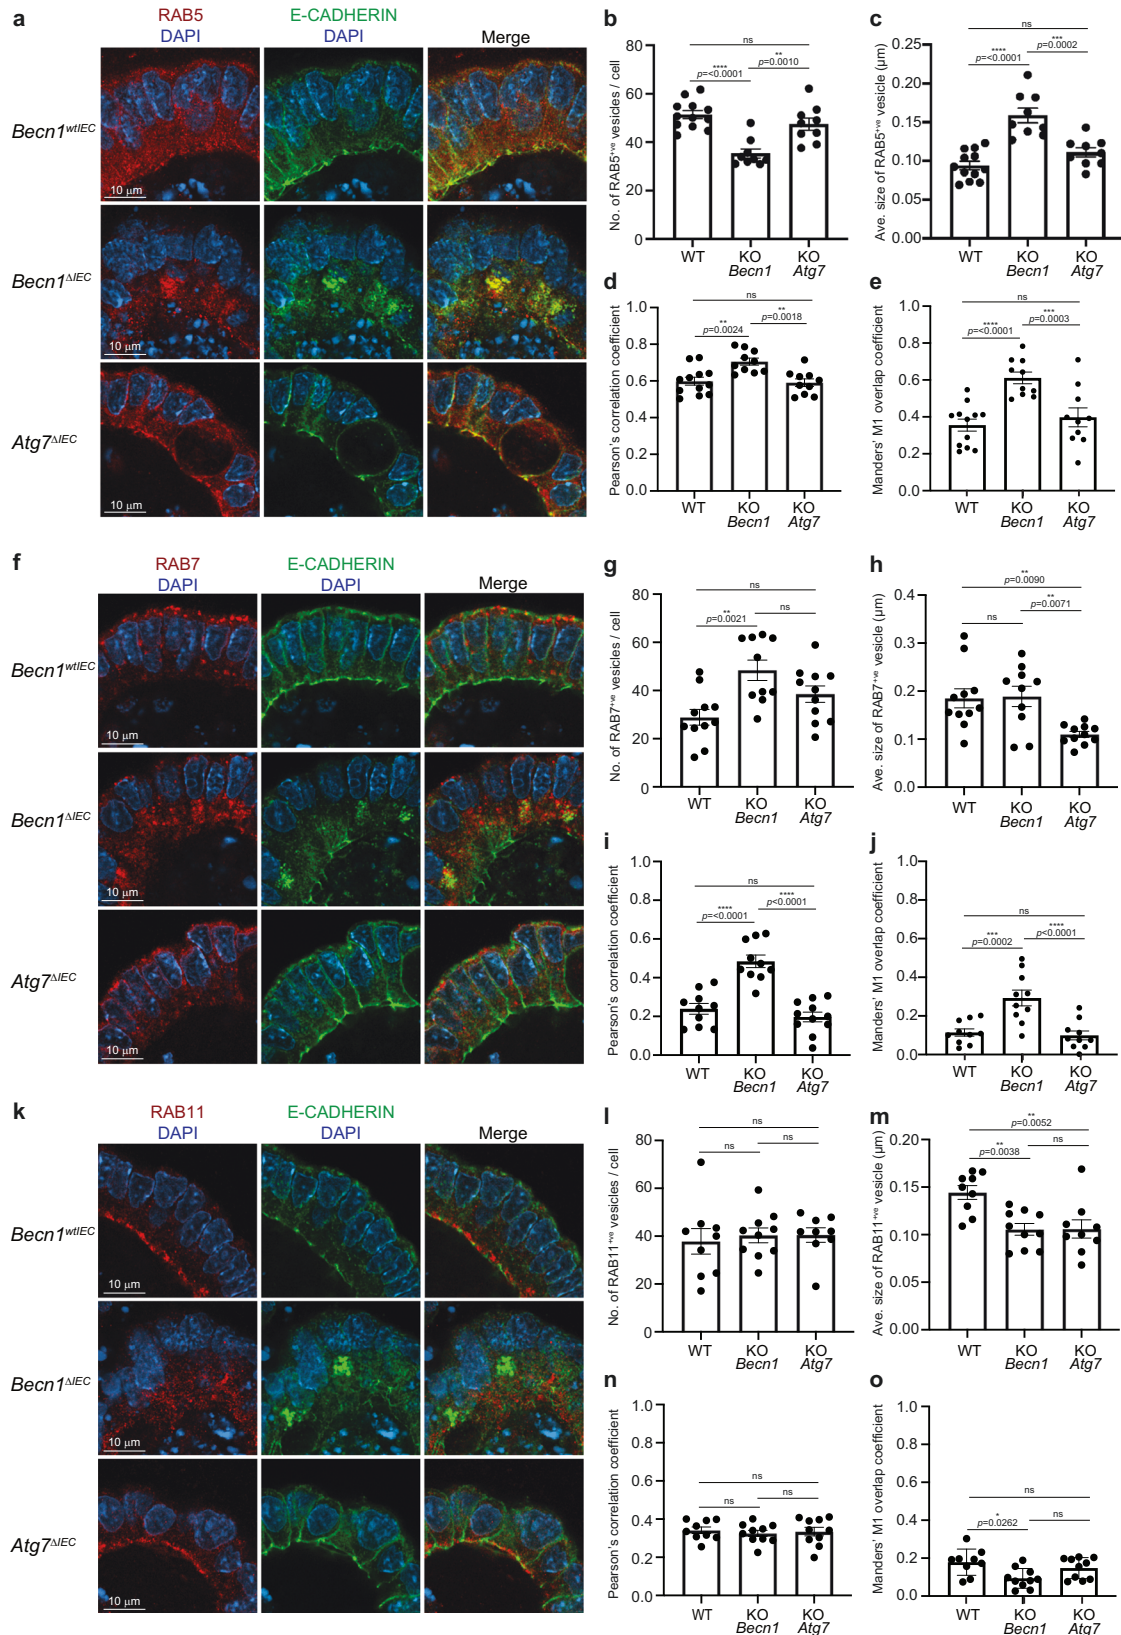 a
RAB5
DAPI
E-CADHERIN
DAPI
Merge
Becn1wtIEC
10 µm
Becn1ΔIEC
10 µm
Atg7ΔIEC
10 µm
b
No. of RAB5+ve vesicles / cell
80
60
40
20
0
ns
****
p=<0.0001
**
p=0.0010
WT
KO
Becn1
KO
Atg7
c
Ave. size of RAB5+ve vesicle (µm)
0.25
0.20
0.15
0.10
0.05
0.00
ns
****
p=<0.0001
***
p=0.0002
WT
KO
Becn1
KO
Atg7
d
Pearson's correlation coefficient
1.0
0.8
0.6
0.4
0.2
0.0
ns
**
p=0.0024
**
p=0.0018
WT
KO
Becn1
KO
Atg7
e
Manders' M1 overlap coefficient
1.0
0.8
0.6
0.4
0.2
0.0
ns
****
p=<0.0001
***
p=0.0003
WT
KO
Becn1
KO
Atg7
f
RAB7
DAPI
E-CADHERIN
DAPI
Merge
Becn1wtIEC
10 µm
Becn1ΔIEC
10 µm
Atg7ΔIEC
10 µm
g
No. of RAB7+ve vesicles / cell
80
60
40
20
0
ns
**
p=0.0021
ns
WT
KO
Becn1
KO
Atg7
h
Ave. size of RAB7+ve vesicle (µm)
0.4
0.3
0.2
0.1
0.0
**
p=0.0090
**
p=0.0071
ns
WT
KO
Becn1
KO
Atg7
i
Pearson's correlation coefficient
1.0
0.8
0.6
0.4
0.2
0.0
ns
****
p=<0.0001
****
p<0.0001
WT
KO
Becn1
KO
Atg7
j
Manders' M1 overlap coefficient
1.0
0.8
0.6
0.4
0.2
0.0
ns
***
p=0.0002
****
p<0.0001
WT
KO
Becn1
KO
Atg7
k
RAB11
DAPI
E-CADHERIN
DAPI
Merge
Becn1wtIEC
10 µm
Becn1ΔIEC
10 µm
Atg7ΔIEC
10 µm
l
No. of RAB11+ve vesicles / cell
80
60
40
20
0
ns
ns
ns
WT
KO
Becn1
KO
Atg7
m
Ave. size of RAB11+ve vesicle (µm)
0.20
0.15
0.10
0.05
0.00
**
p=0.0052
**
p=0.0038
ns
WT
KO
Becn1
KO
Atg7
n
Pearson's correlation coefficient
1.0
0.8
0.6
0.4
0.2
0.0
ns
ns
ns
WT
KO
Becn1
KO
Atg7
o
Manders' M1 overlap coefficient
1.0
0.8
0.6
0.4
0.2
0.0
ns
*
p=0.0262
ns
WT
KO
Becn1
KO
Atg7